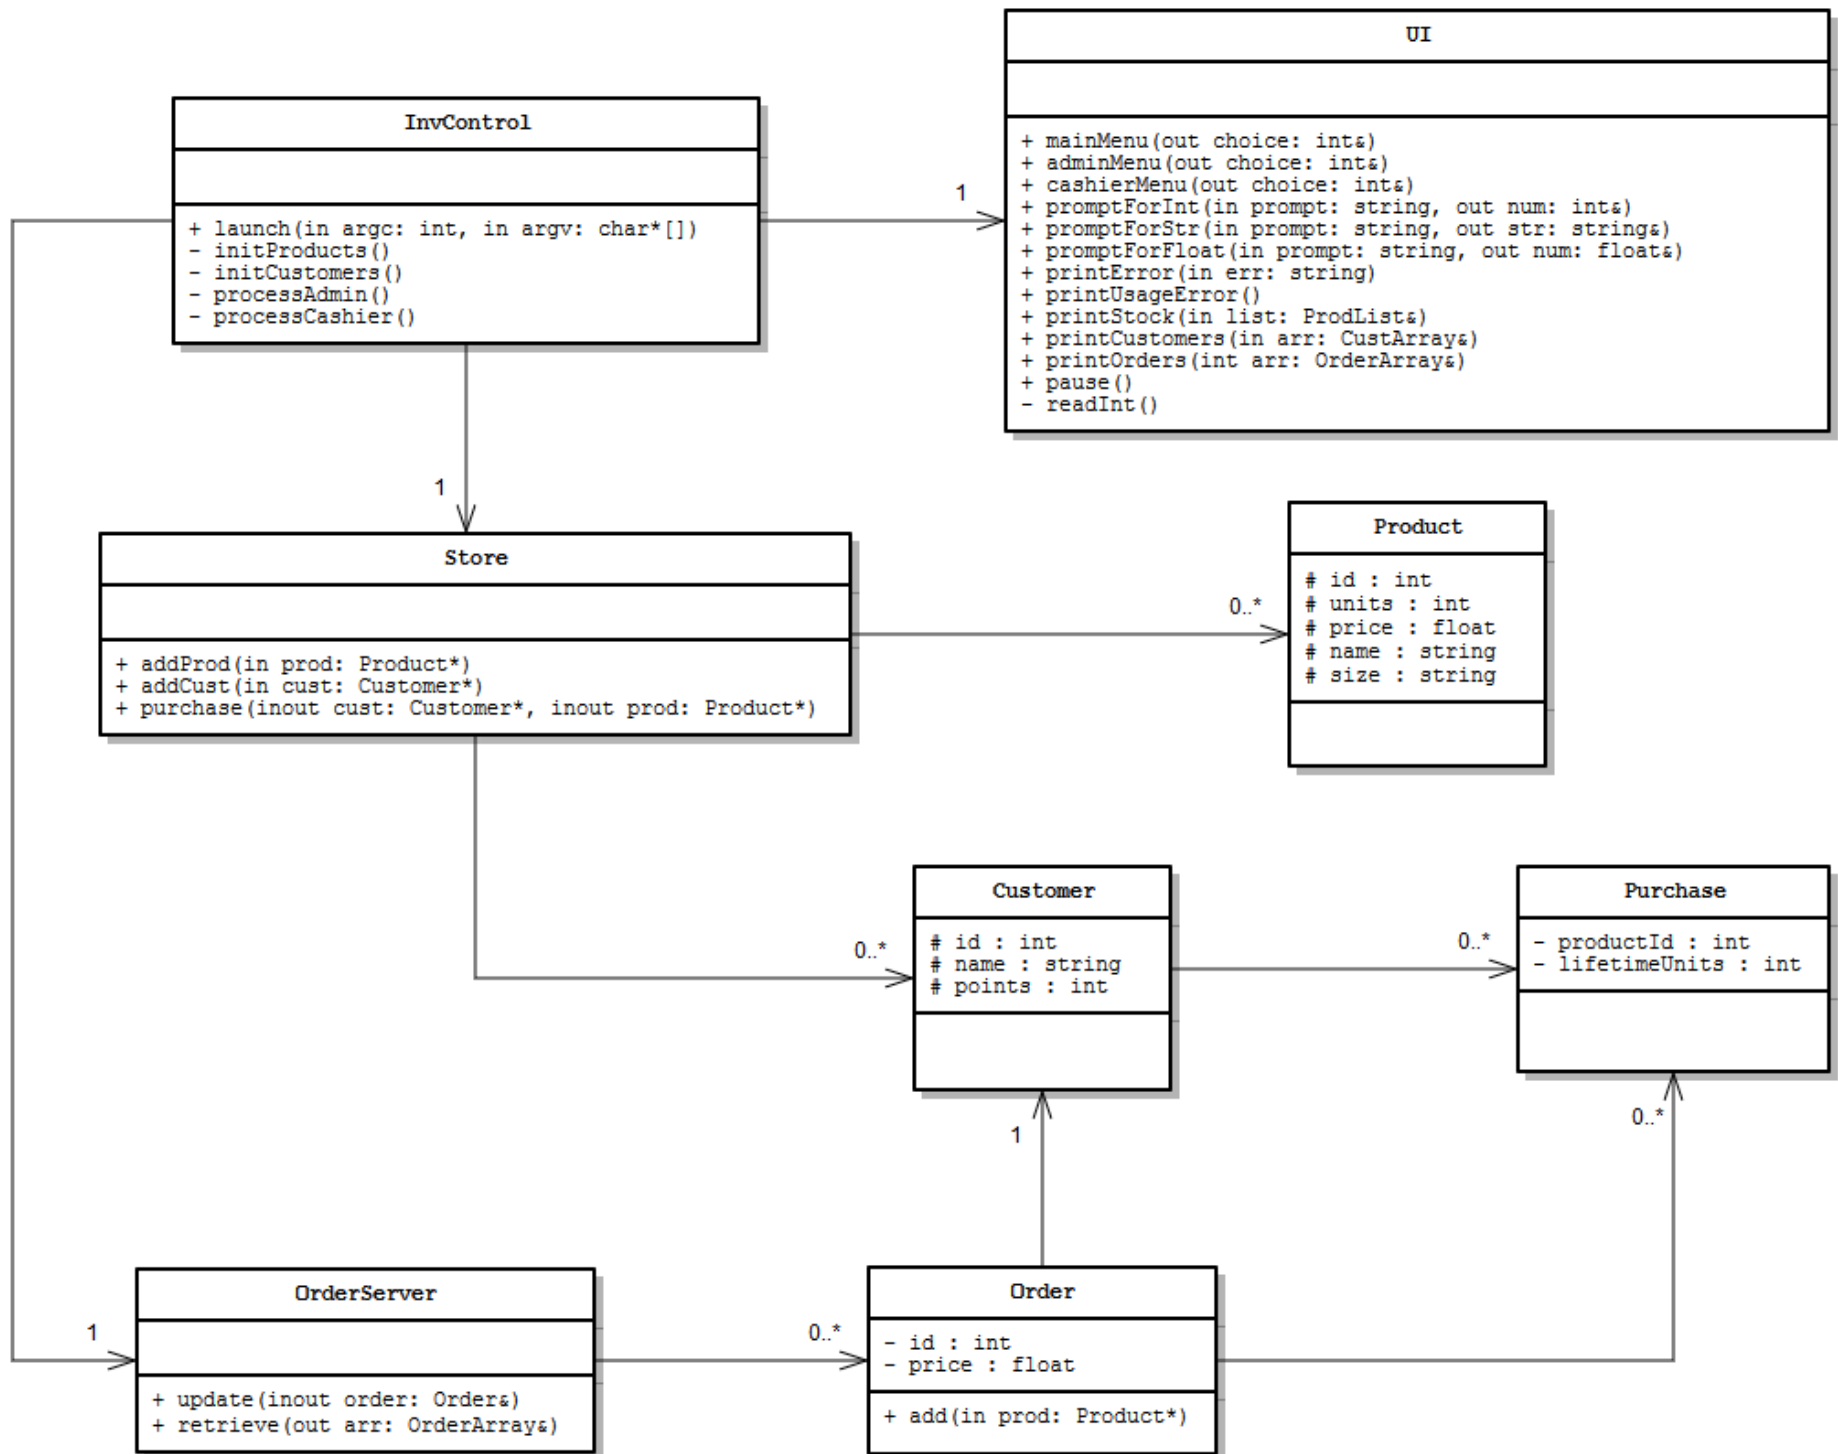 UI
+ mainMenu(out choice: int&)
+ adminMenu(out choice: int&)
+ cashierMenu(out choice: int&)
+ promptForInt(in prompt: string, out num: int&)
+ promptForStr(in prompt: string, out str: string&)
+ promptForFloat(in prompt: string, out num: float&)
+ printError(in err: string)
+ printUsageError()
+ printStock(in list: ProdList&)
+ printCustomers(in arr: CustArray&)
+ printOrders(int arr: OrderArray&)
+ pause()
- readInt()
InvControl
+ launch(in argc: int, in argv: char*[])
- initProducts()
- initCustomers()
- processAdmin()
- processCashier()
1
1
Store
+ addProd(in prod: Product*)
+ addCust(in cust: Customer*)
+ purchase(inout cust: Customer*, inout prod: Product*)
0..*
Product
# id : int
# units : int
# price : float
# name : string
# size : string
0..*
Customer
# id : int
# name : string
# points : int
0..*
Purchase
- productId : int
- lifetimeUnits : int
1
0..*
1
OrderServer
+ update(inout order: Order&)
+ retrieve(out arr: OrderArray&)
0..*
Order
- id : int
- price : float
+ add(in prod: Product*)